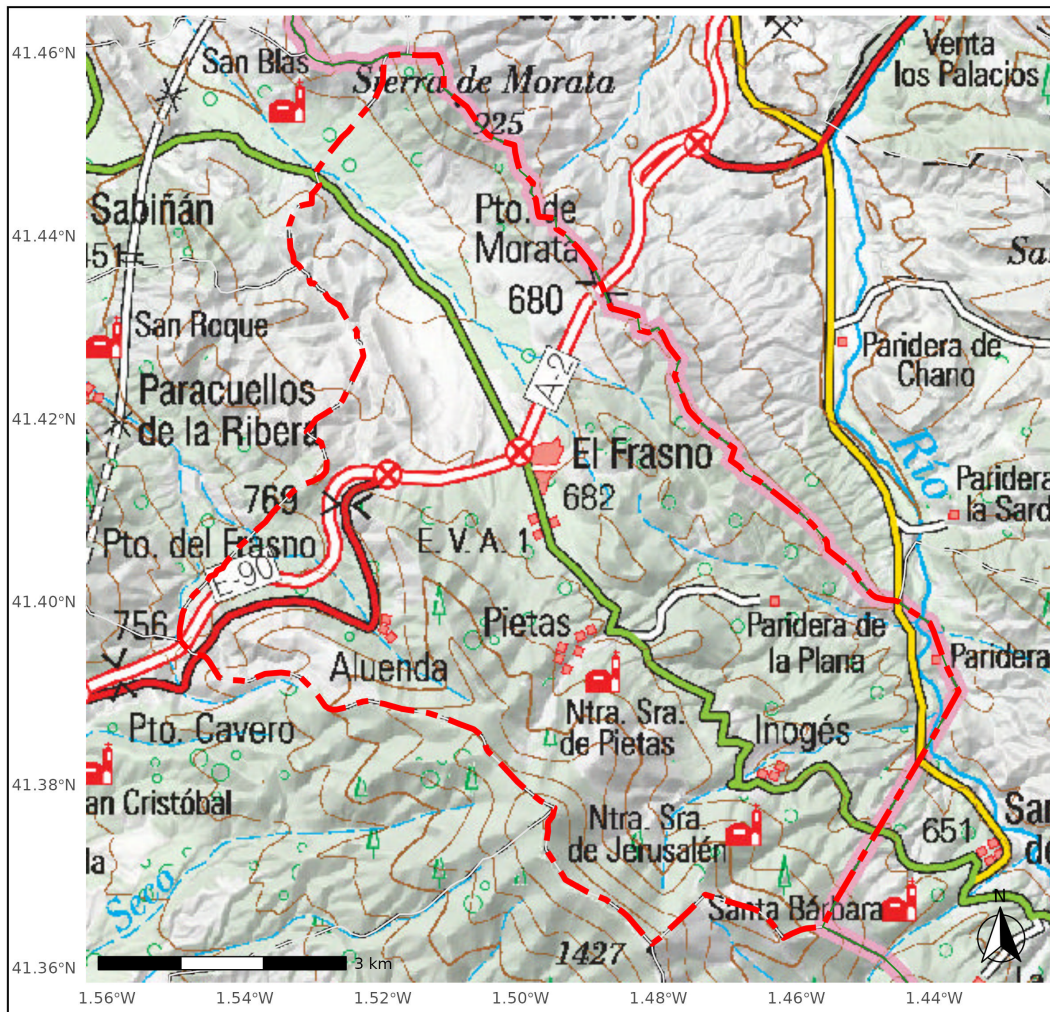 41.46°N
41.44°N
41.42°N
41.40°N
41.38°N
41.36°N
San Blas
Sierra de Morata
925
Venta
los Palacios
Sabiñán
451
Pto. de
Morata
680
San Roque
Paridera de
Chano
Paracuellos
de la Ribera
A-2
El Frasno
682
Río
Paridera
la Sard
769
Pto. del Frasno
E.V.A. 1
E-90
756
Pietas
Paridera de
la Plana
Paridera
Aluenda
Pto. Cavero
Ntra. Sra.
de Pietas
Inogés
an Cristóbal
Ntra. Sra.
de Jerusalén
651
San
de
la
Seco
Santa Bárbara
N
1427
3 km
1.56°W
1.54°W
1.52°W
1.50°W
1.48°W
1.46°W
1.44°W